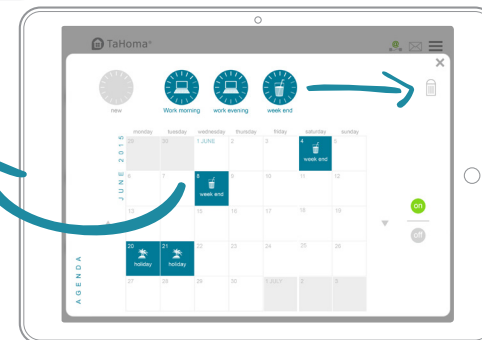 TaHoma®
new
Work morning
work evening
week end
monday tuesday wednesday thursday friday saturday sunday
JUNE 2015
29 30 1 JUNE 2 3 4 5
week end
6 7 8 9 10 11 12
week end
13 15 16 17 18 19
on
off
20 21 22 23 24 25 26
holiday holiday
27 28 29 30 1 JULY 2 3
AGENDA